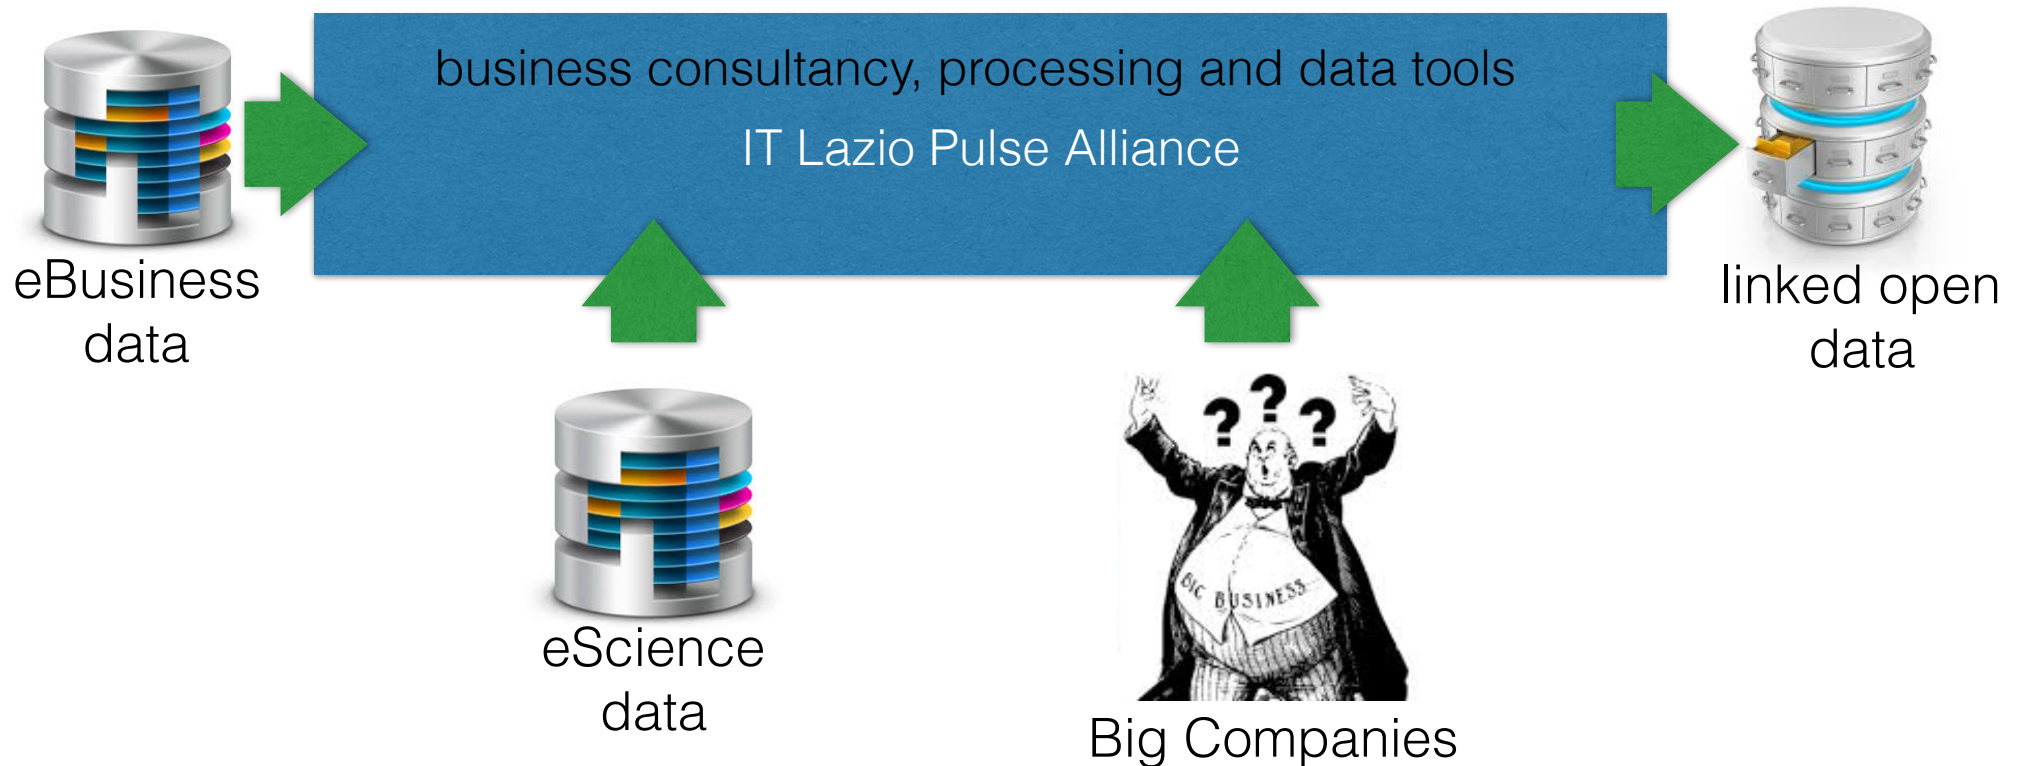 business consultancy, processing and data tools
IT Lazio Pulse Alliance
eBusiness
data
linked open
data
? ? ?
BIG BUSINESS
eScience
data
Big Companies